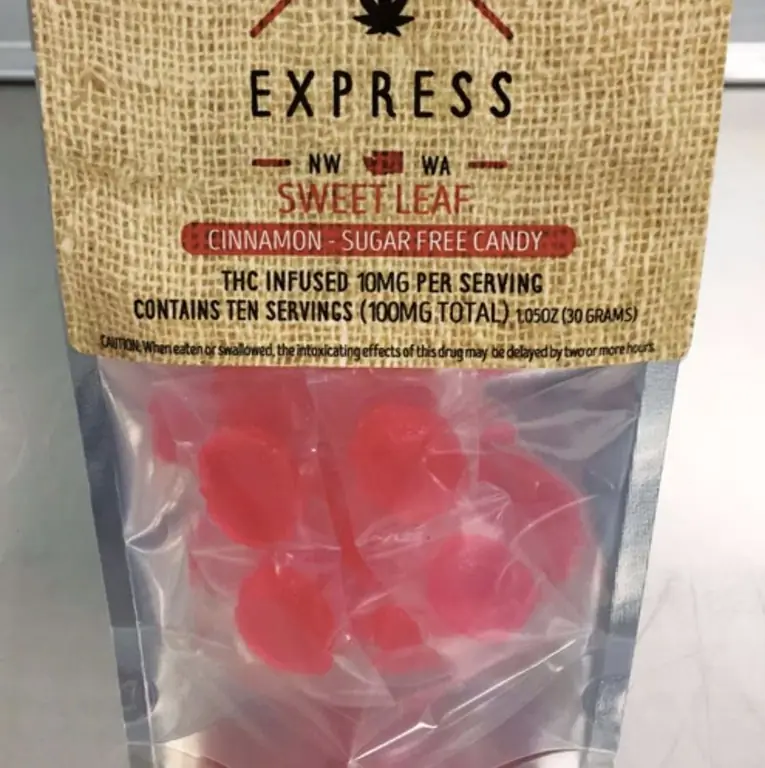 EXPRESS
NW WA
SWEET LEAF
CINNAMON - SUGAR FREE CANDY
THC INFUSED 10MG PER SERVING
CONTAINS TEN SERVINGS (100MG TOTAL) 1.05OZ (30 GRAMS)
CAUTION: When eaten or swallowed, the intoxicating effects of this drug may be delayed by two or more hours.